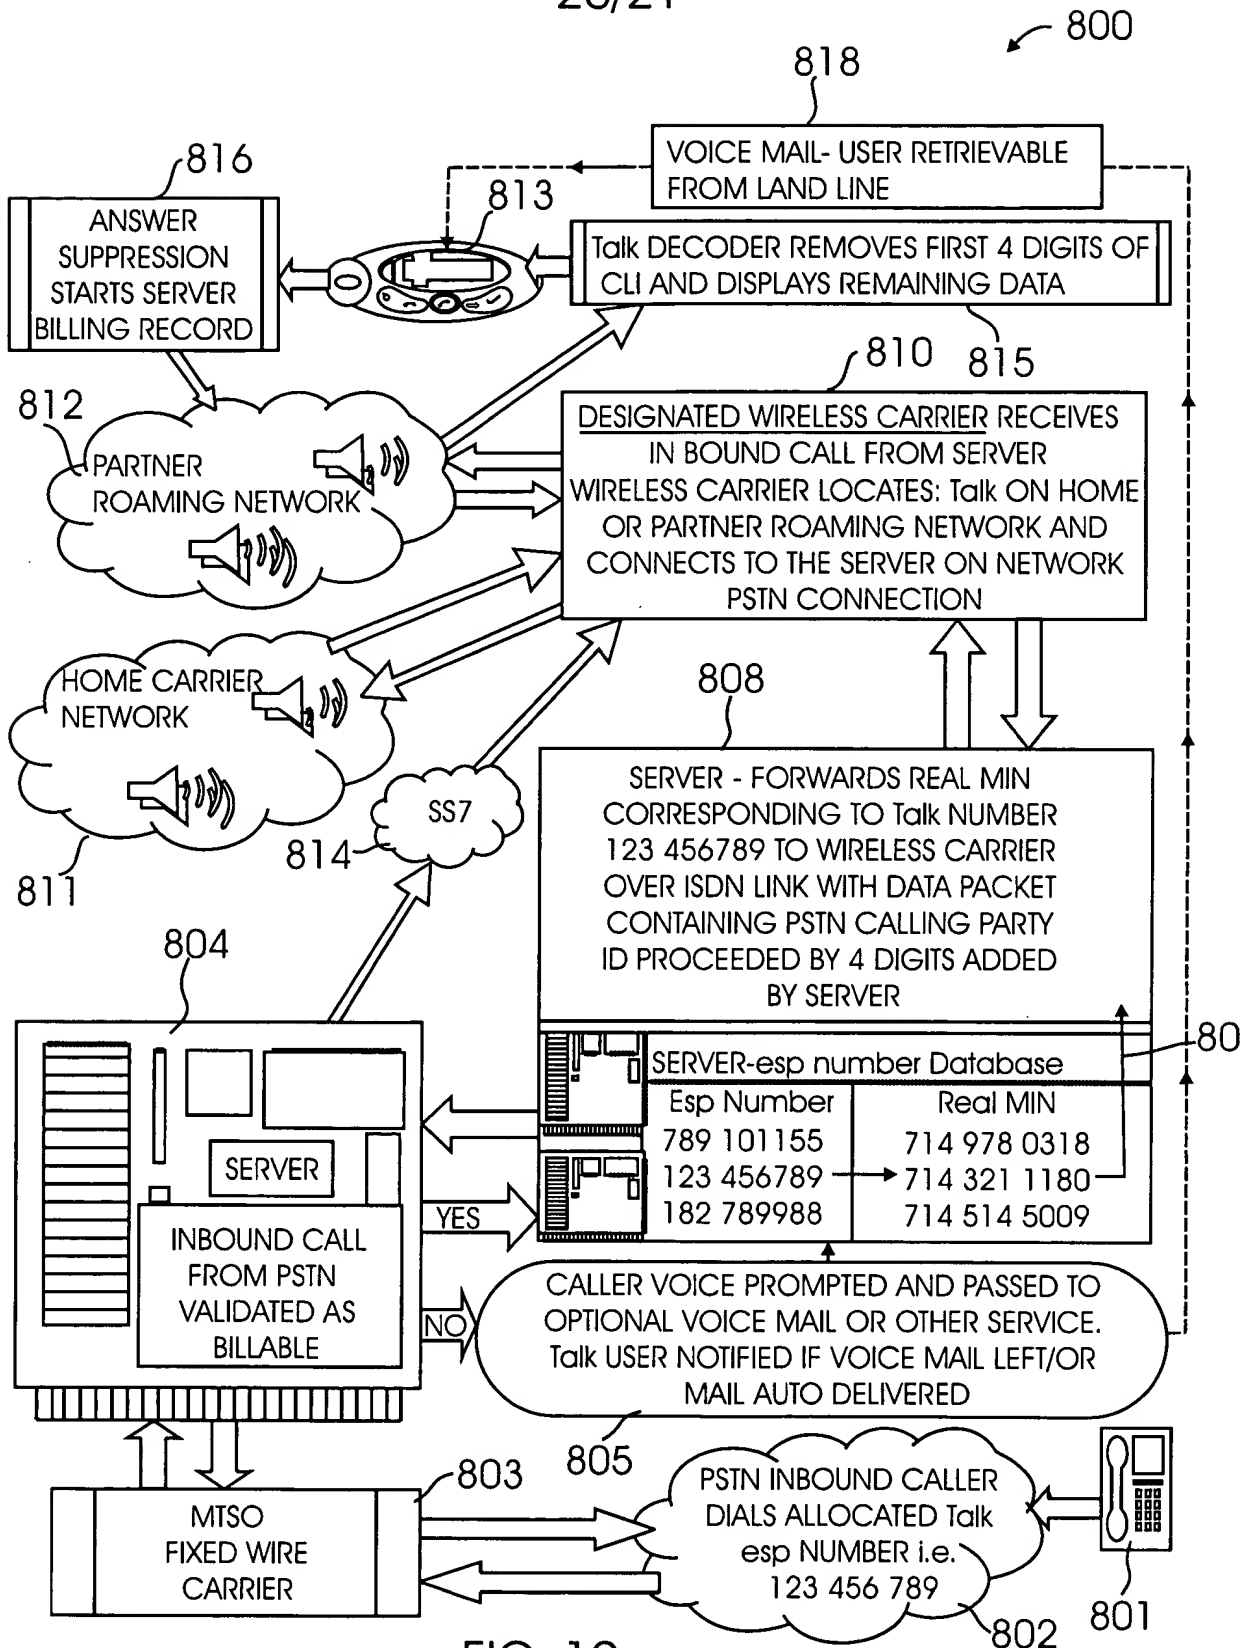 800
818
VOICE MAIL- USER RETRIEVABLE
FROM LAND LINE
816
813
ANSWER
SUPPRESSION
STARTS SERVER
BILLING RECORD
Talk DECODER REMOVES FIRST 4 DIGITS OF
CLI AND DISPLAYS REMAINING DATA
810
815
812
PARTNER
ROAMING NETWORK
DESIGNATED WIRELESS CARRIER RECEIVES
IN BOUND CALL FROM SERVER
WIRELESS CARRIER LOCATES: Talk ON HOME
OR PARTNER ROAMING NETWORK AND
CONNECTS TO THE SERVER ON NETWORK
PSTN CONNECTION
HOME CARRIER
NETWORK
811
808
SS7
814
SERVER - FORWARDS REAL MIN
CORRESPONDING TO Talk NUMBER
123 456789 TO WIRELESS CARRIER
OVER ISDN LINK WITH DATA PACKET
CONTAINING PSTN CALLING PARTY
ID PROCEEDED BY 4 DIGITS ADDED
BY SERVER
804
80
SERVER-esp number Database
Esp Number Real MIN
789 101155 714 978 0318
123 456789 714 321 1180
182 789988 714 514 5009
SERVER
INBOUND CALL
FROM PSTN
VALIDATED AS
BILLABLE
YES
NO
CALLER VOICE PROMPTED AND PASSED TO
OPTIONAL VOICE MAIL OR OTHER SERVICE.
Talk USER NOTIFIED IF VOICE MAIL LEFT/OR
MAIL AUTO DELIVERED
805
803
MTSO
FIXED WIRE
CARRIER
PSTN INBOUND CALLER
DIALS ALLOCATED Talk
esp NUMBER i.e.
123 456 789
802
801